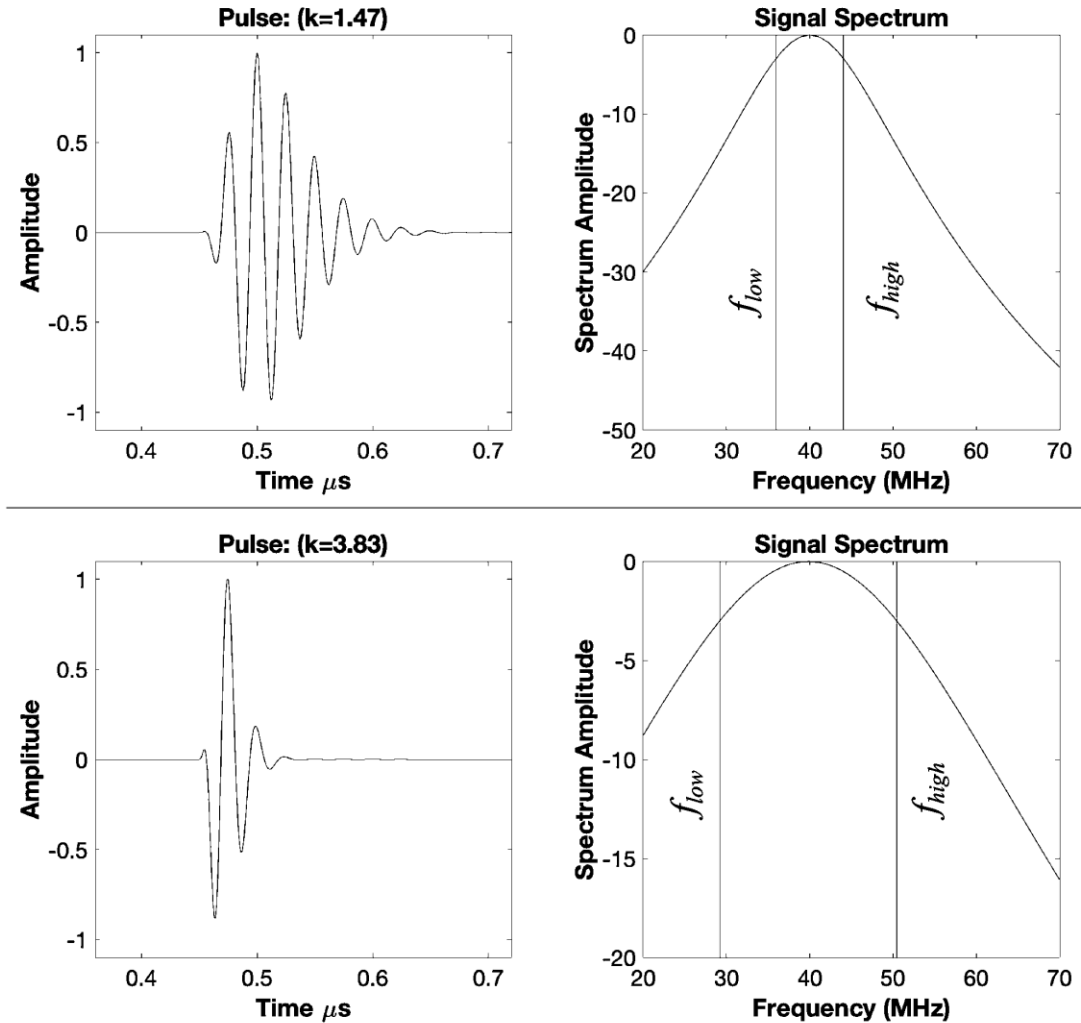 Pulse: (k=1.47)
1
0.5
0
-0.5
-1
Amplitude
0.4 0.5 0.6 0.7
Time μs
Signal Spectrum
0
-10
-20
-30
-40
-50
Spectrum Amplitude
f_low
f_high
20 30 40 50 60 70
Frequency (MHz)
Pulse: (k=3.83)
1
0.5
0
-0.5
-1
Amplitude
0.4 0.5 0.6 0.7
Time μs
Signal Spectrum
0
-5
-10
-15
-20
Spectrum Amplitude
f_low
f_high
20 30 40 50 60 70
Frequency (MHz)